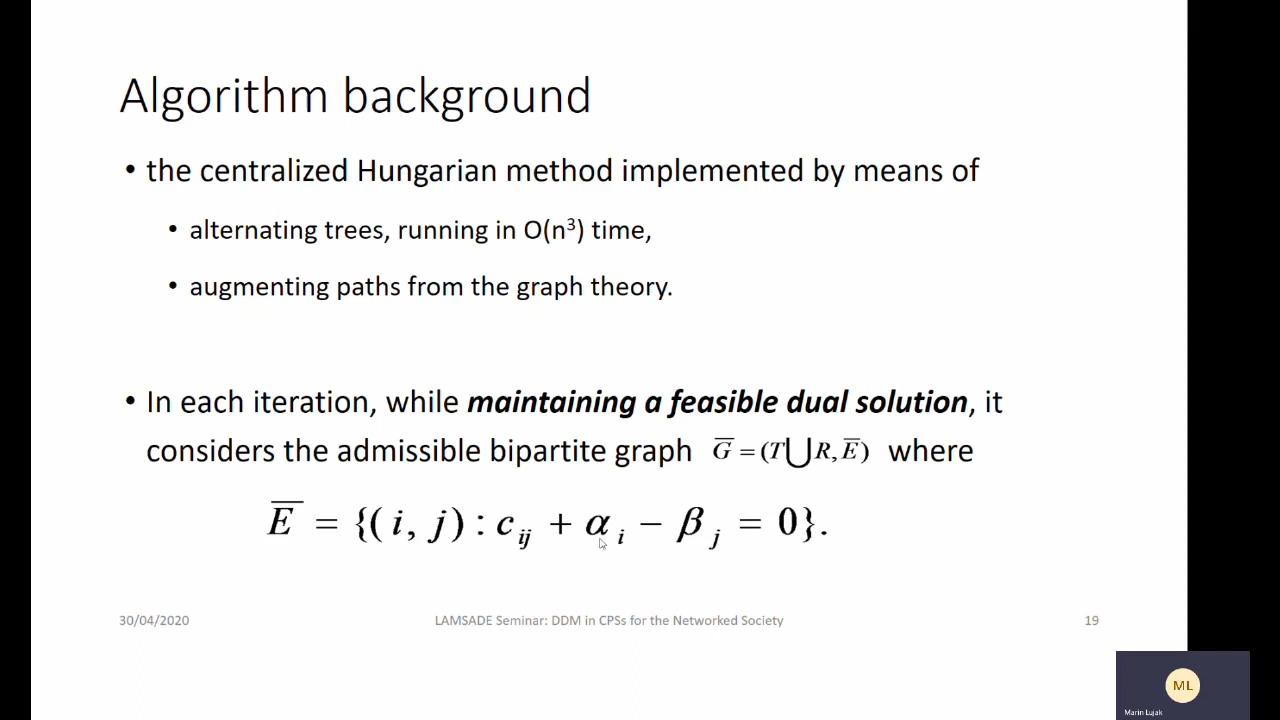 Algorithm background
• the centralized Hungarian method implemented by means of
• alternating trees, running in O(n³) time,
• augmenting paths from the graph theory.
• In each iteration, while maintaining a feasible dual solution, it
considers the admissible bipartite graph G̅ = (T⋃R, E̅) where
E̅ = {(i, j) : c_ij + α_i − β_j = 0}.
30/04/2020 LAMSADE Seminar: DDM in CPSs for the Networked Society 19
ML
Marin Lujak